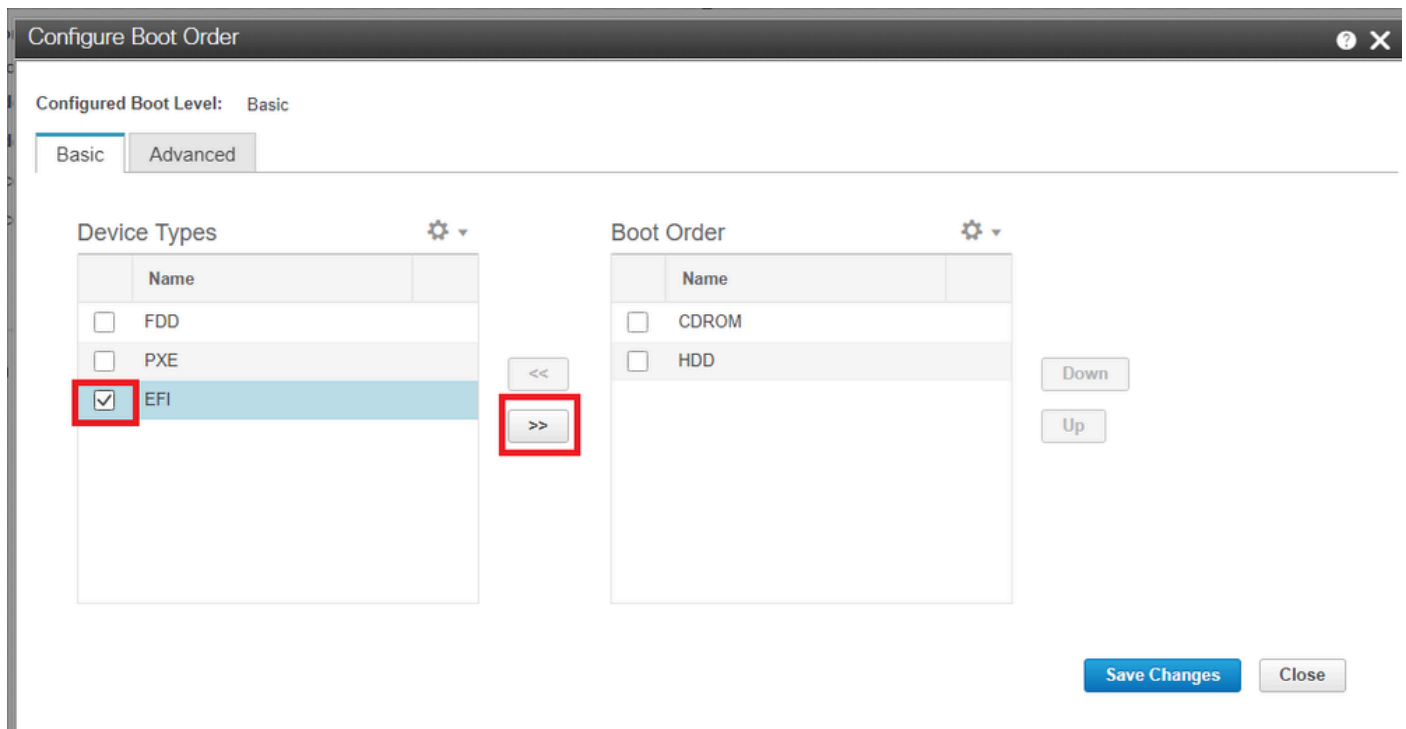 Configure Boot Order
Configured Boot Level: Basic
Basic Advanced
Device Types Boot Order
Name Name
FDD CDROM
PXE HDD
<< Down
EFI
>> Up
Save Changes Close